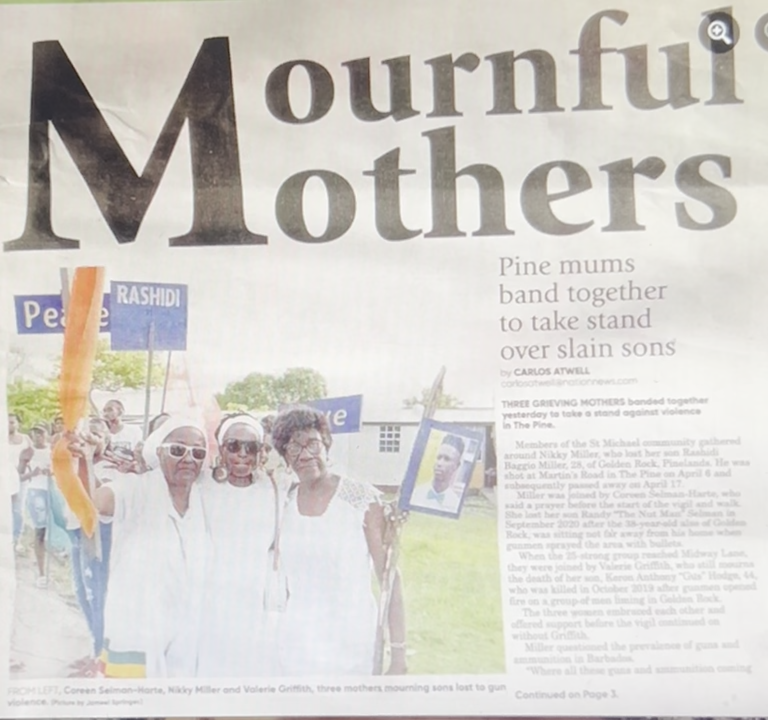 Mournful
Mothers
Pine mums
band together
to take stand
over slain sons
by CARLOS ATWELL
carlosatwell@nationnews.com
THREE GRIEVING MOTHERS banded together
yesterday to take a stand against violence
in The Pine.
Members of the St Michael community gathered
around Nikky Miller, who lost her son Rashidi
Baggie Miller, 28, of Golden Rock, Pinelands. He was
shot at Martin's Road in The Pine on April 6 and
subsequently passed away on April 17.
Miller was joined by Coreen Selman-Harte, who
said a prayer before the start of the vigil and walk.
She lost her son Randy "The Nut Man" Selman in
September 2020 after the 38-year-old also of Golden
Rock, was sitting not far away from his home when
gunmen sprayed the area with bullets.
When the 25-strong group reached Midway Lane,
they were joined by Valerie Griffith, who still mourns
the death of her son, Keron Anthony "Gus" Hodge, 44,
who was killed in October 2019 after gunmen opened
fire on a group of men liming in Golden Rock.
The three women embraced each other and
offered support before the vigil continued on
without Griffith.
Miller questioned the prevalence of guns and
ammunition in Barbados.
"Where all these guns and ammunition coming
Continued on Page 3.
Pe e
RASHIDI
ve
FROM LEFT, Coreen Selman-Harte, Nikky Miller and Valerie Griffith, three mothers mourning sons lost to gun
violence. (Picture by